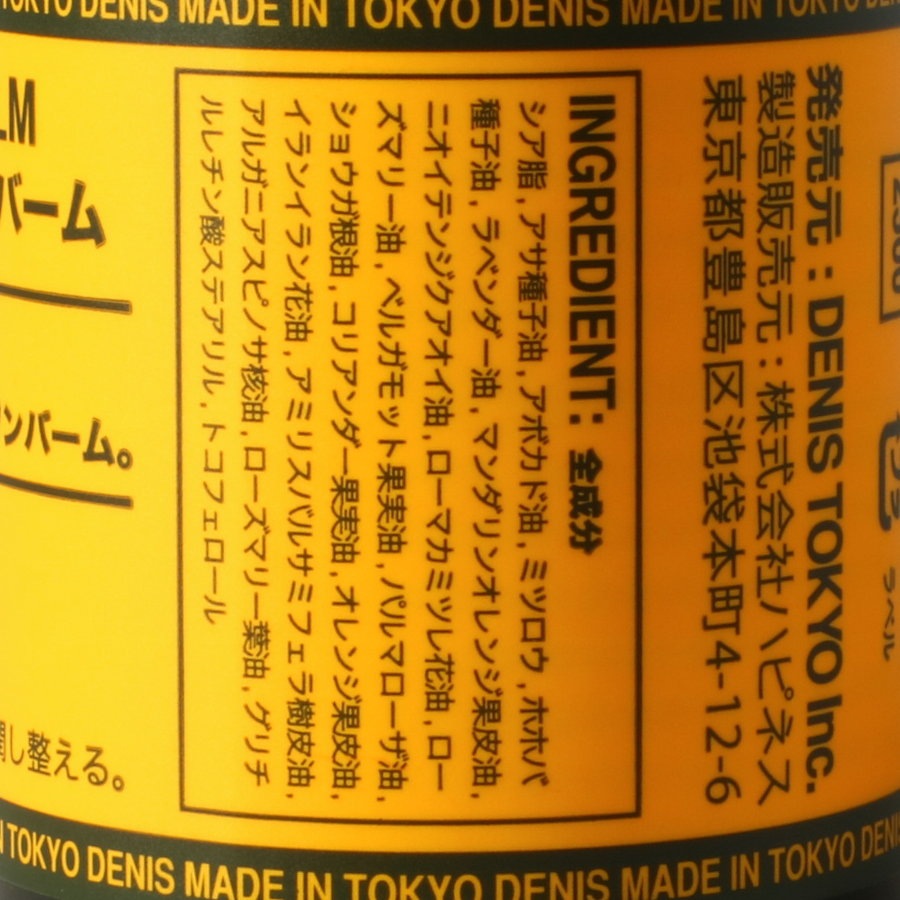 TOKYO DENIS MADE IN TOKYO DENIS MADE IN TOKYO DENIS
LM
バーム
ンバーム。
し整える。
INGREDIENT: 全成分
シア脂, アサ種子油, アボカド油, ミツロウ, ホホバ
種子油, ラベンダー油, マンダリンオレンジ果皮油,
ニオイテンジクアオイ油, ローマカミツレ花油, ロー
ズマリー油, ベルガモット果実油, パルマローザ油,
ショウガ根油, コリアンダー果実油, オレンジ果皮油,
イランイラン花油, アミリスバルサミフェラ樹皮油,
アルガニアスピノサ核油, ローズマリー葉油, グリチ
ルレチン酸ステアリル, トコフェロール
発売元：DENIS TOKYO Inc.
製造販売元：株式会社ハピネス
東京都豊島区池袋本町4-12-6
ラベル
TOKYO DENIS MADE IN TOKYO DENIS MADE IN TOKYO DENIS